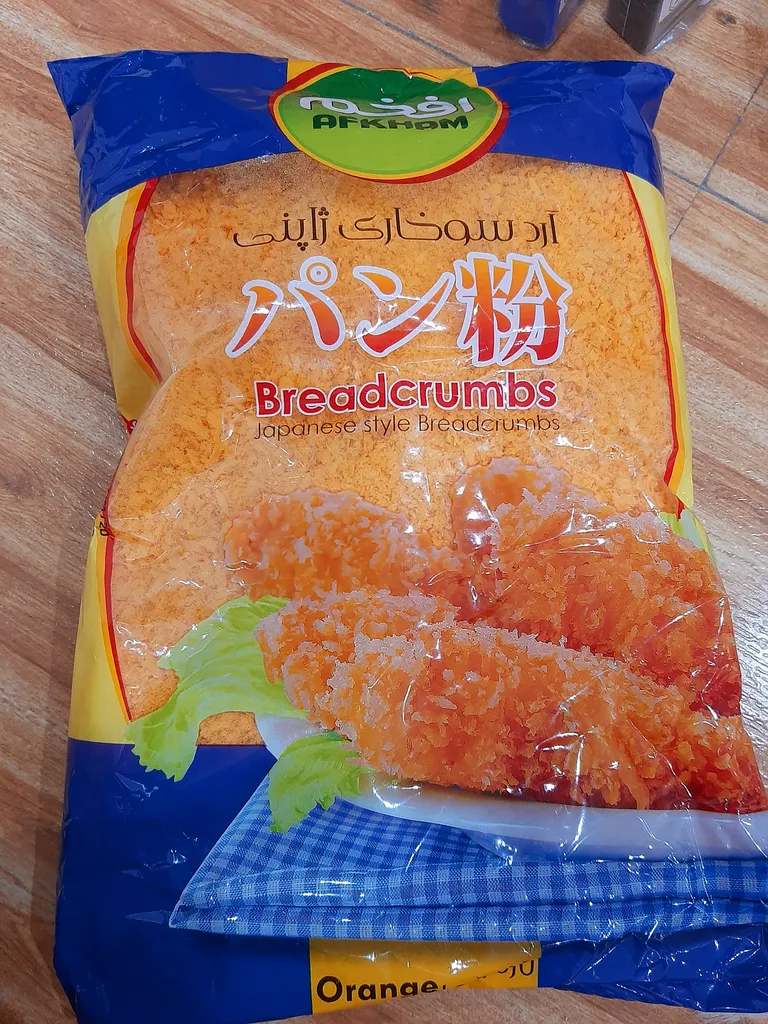 افخم
AFKHAM
آرد سوخاری ژاپنی
パン粉
Breadcrumbs
Japanese style Breadcrumbs
Orange